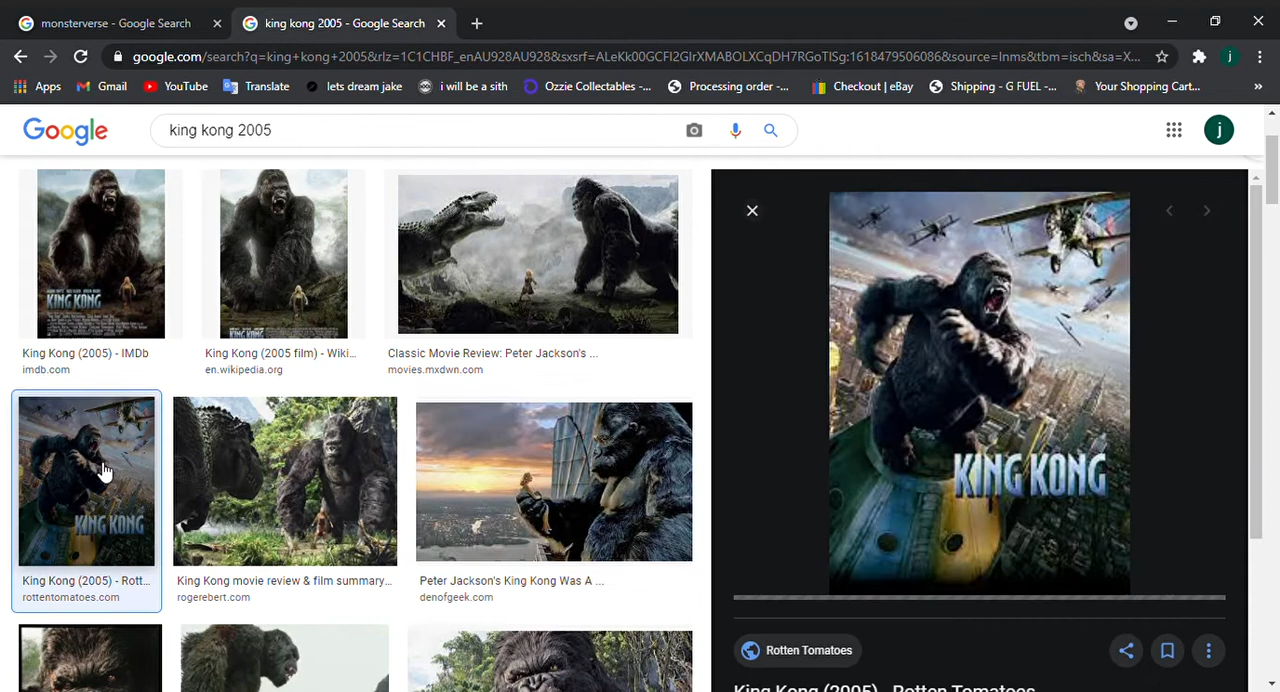 monsterverse - Google Search
king kong 2005 - Google Search
google.com/search?q=king+kong+2005&rlz=1C1CHBF_enAU928AU928&sxsrf=ALeKk00GCFI2GIrXMABOLXCqDH7RGoTISg:1618479506086&source=lnms&tbm=isch&sa=X...
Apps
Gmail
YouTube
Translate
lets dream jake
i will be a sith
Ozzie Collectables -...
Processing order -...
Checkout | eBay
Shipping - G FUEL -...
Your Shopping Cart...
»
Google
king kong 2005
j
KING KONG
King Kong (2005) - IMDb
imdb.com
KING KONG
King Kong (2005 film) - Wiki...
en.wikipedia.org
Classic Movie Review: Peter Jackson's ...
movies.mxdwn.com
KING KONG
King Kong (2005) - Rott...
rottentomatoes.com
King Kong movie review & film summary...
rogerebert.com
Peter Jackson's King Kong Was A ...
denofgeek.com
KING KONG
Rotten Tomatoes
King Kong (2005) - Rotten Tomatoes